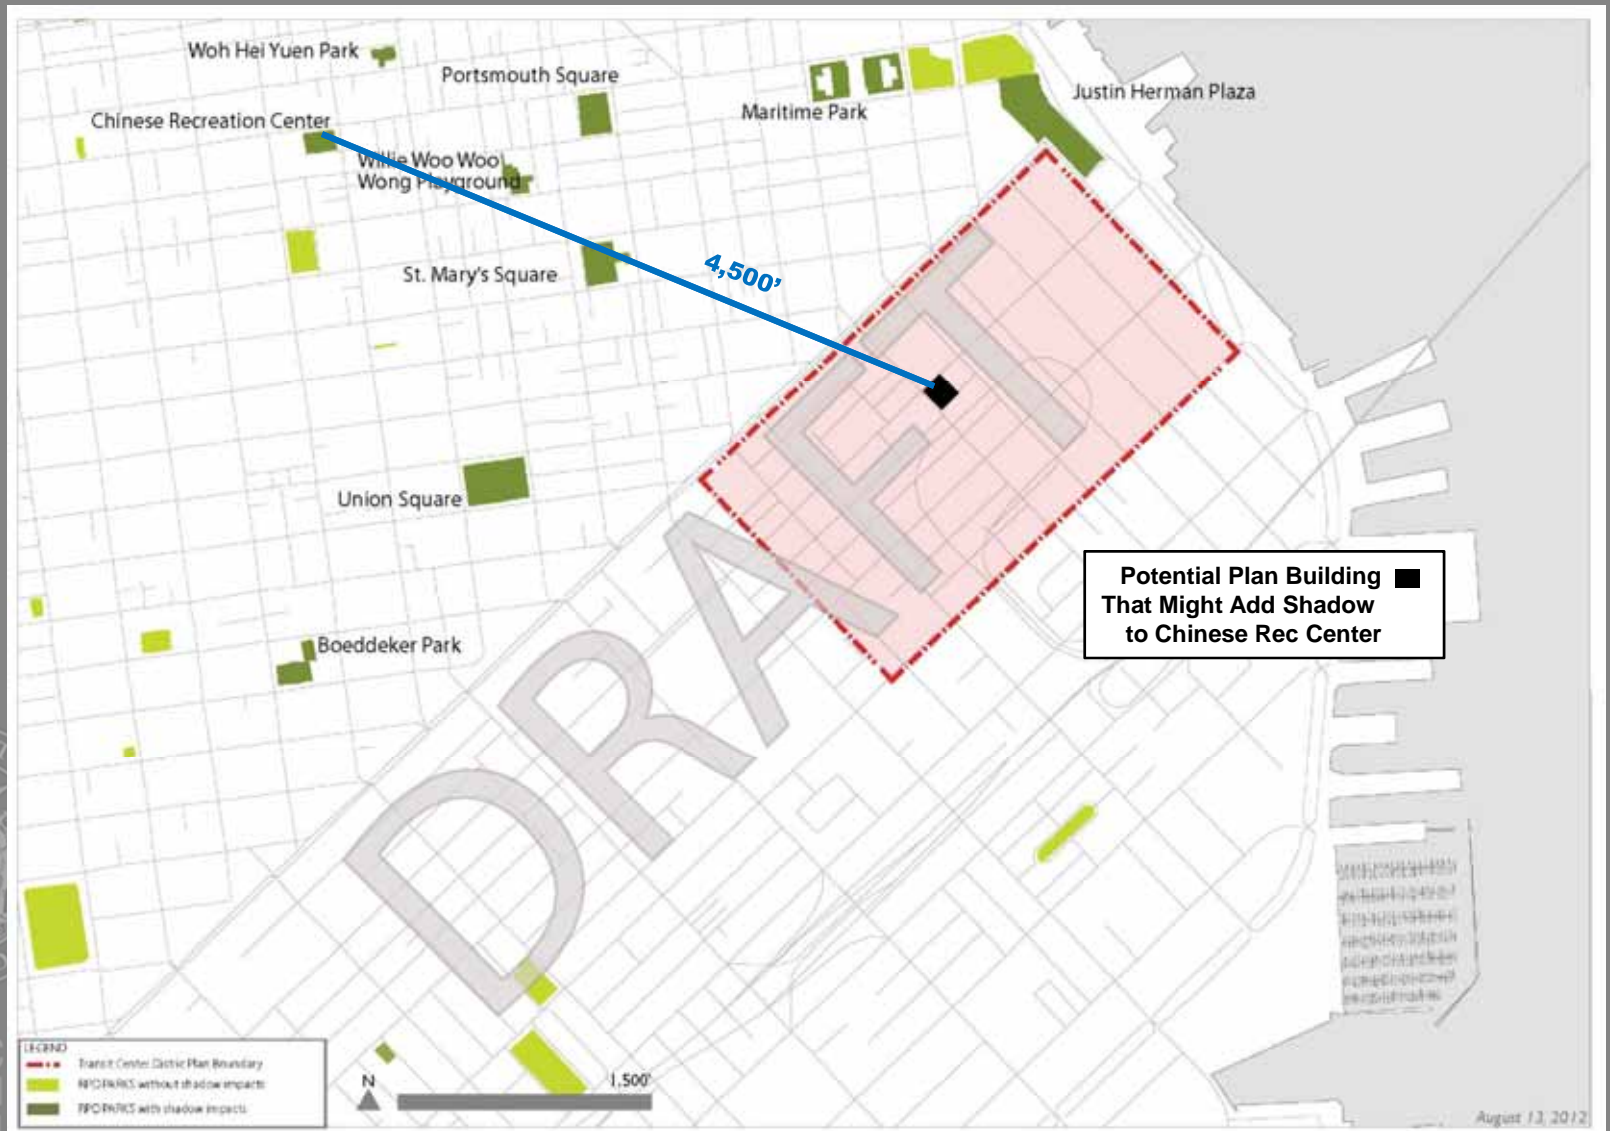 Woh Hei Yuen Park
Portsmouth Square
Justin Herman Plaza
Maritime Park
Chinese Recreation Center
Willie Woo Woo
Wong Playground
St. Mary's Square
4,500'
Union Square
Boeddeker Park
Potential Plan Building
That Might Add Shadow
to Chinese Rec Center
DRAFT
LEGEND
Transit Center District Plan Boundary
RPD PARKS without shadow impacts
RPD PARKS with shadow impacts
N
1,500'
August 13, 2012